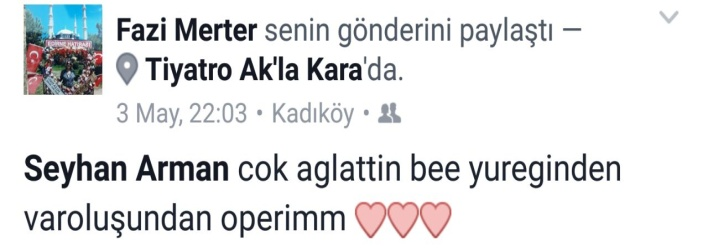 Fazi Merter senin gönderini paylaştı —
Tiyatro Ak'la Kara'da.
3 May, 22:03 • Kadıköy •
Seyhan Arman cok aglattin bee yureginden
varoluşundan operimm ♡♡♡